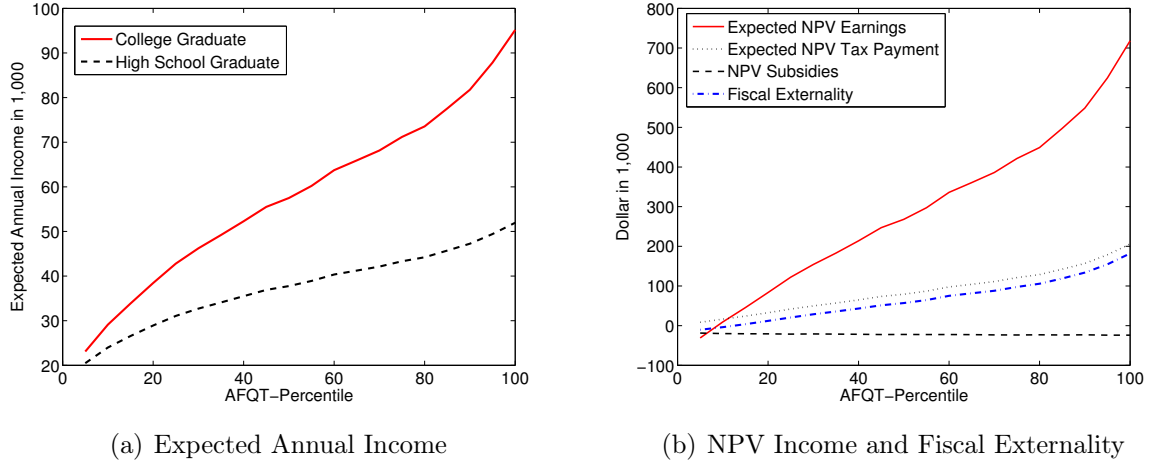 100
90
80
70
60
50
40
30
20
0
20
40
60
80
100
Expected Annual Income in 1,000
AFQT−Percentile
College Graduate
High School Graduate
(a) Expected Annual Income
800
700
600
500
400
300
200
100
0
−100
0
20
40
60
80
100
Dollar in 1,000
AFQT−Percentile
Expected NPV Earnings
Expected NPV Tax Payment
NPV Subsidies
Fiscal Externality
(b) NPV Income and Fiscal Externality